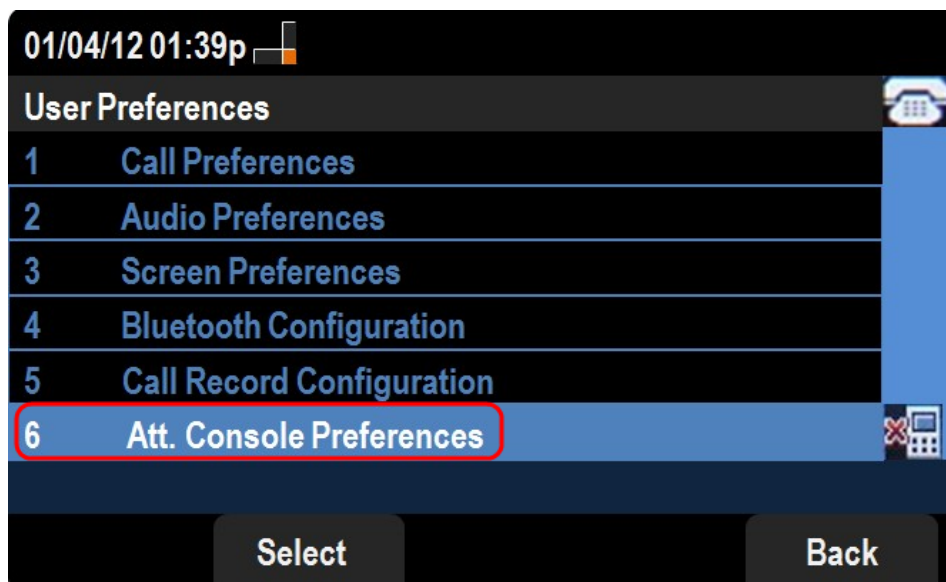 01/04/12 01:39p
User Preferences
1 Call Preferences
2 Audio Preferences
3 Screen Preferences
4 Bluetooth Configuration
5 Call Record Configuration
6 Att. Console Preferences
Select Back